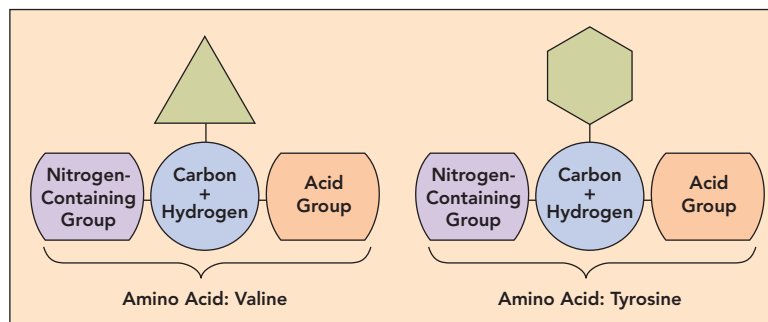 Nitrogen-
Containing
Group
Carbon
+
Hydrogen
Acid
Group
Amino Acid: Valine
Nitrogen-
Containing
Group
Carbon
+
Hydrogen
Acid
Group
Amino Acid: Tyrosine